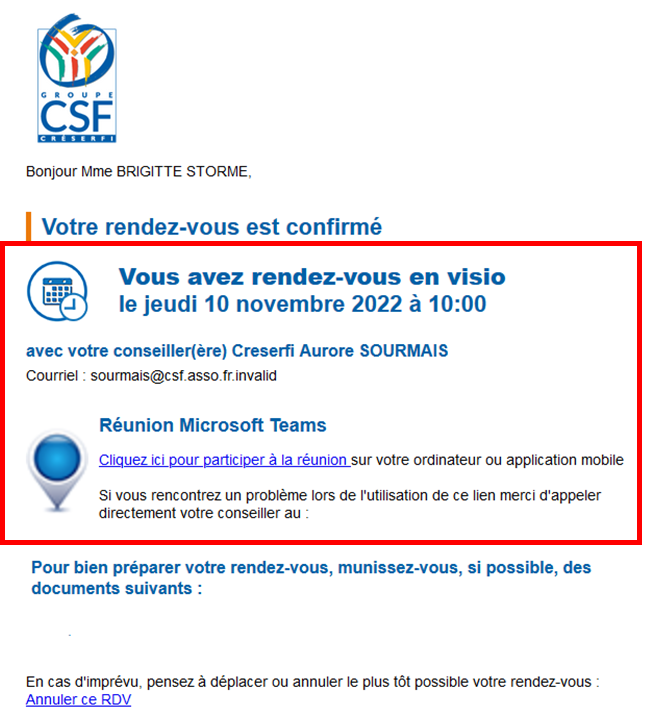 GROUPE
CSF
CRÉSERFI
Bonjour Mme BRIGITTE STORME,
Votre rendez-vous est confirmé
Vous avez rendez-vous en visio
le jeudi 10 novembre 2022 à 10:00
avec votre conseiller(ère) Creserfi Aurore SOURMAIS
Courriel : sourmais@csf.asso.fr.invalid
Réunion Microsoft Teams
Cliquez ici pour participer à la réunion sur votre ordinateur ou application mobile
Si vous rencontrez un problème lors de l'utilisation de ce lien merci d'appeler
directement votre conseiller au :
Pour bien préparer votre rendez-vous, munissez-vous, si possible, des
documents suivants :
.
En cas d'imprévu, pensez à déplacer ou annuler le plus tôt possible votre rendez-vous :
Annuler ce RDV